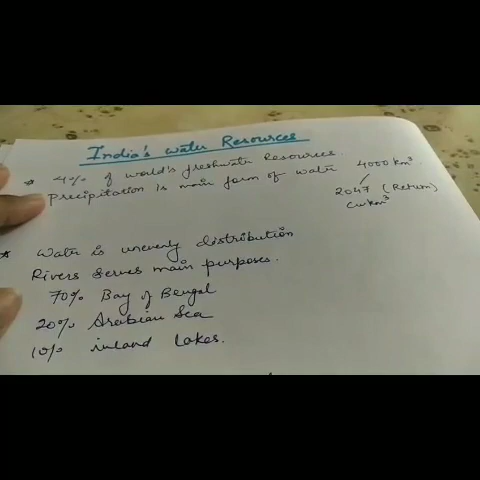 India's water Resources
* 4% of world's freshwater Resources.
Precipitation is main form of water 4000 km³.
2047 (Return)
cu km³
* Water is unevenly distribution
Rivers serves main purposes.
70% Bay of Bengal
20% Arabian Sea
10% inland lakes.